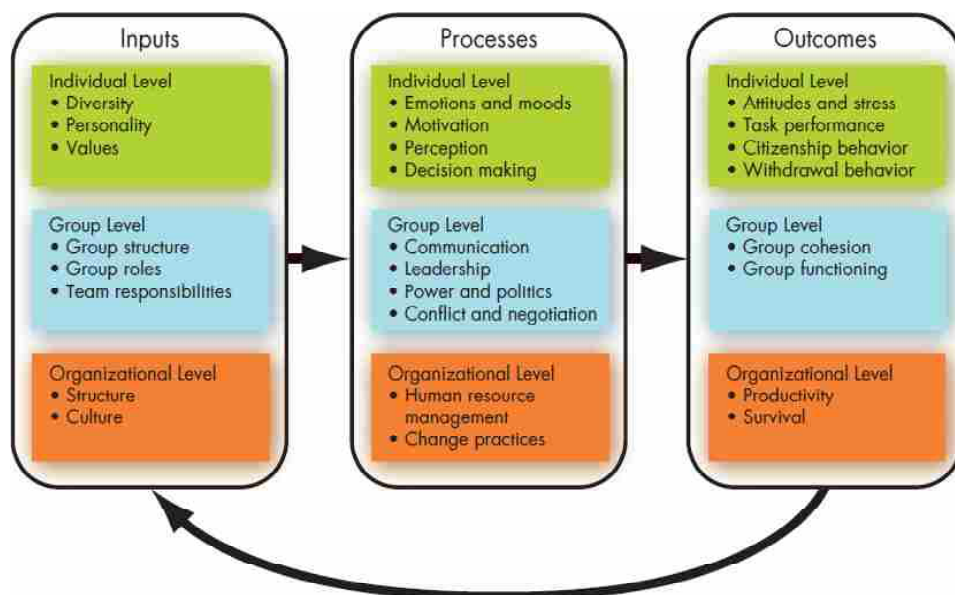 Inputs
Individual Level
• Diversity
• Personality
• Values
Group Level
• Group structure
• Group roles
• Team responsibilities
Organizational Level
• Structure
• Culture
Processes
Individual Level
• Emotions and moods
• Motivation
• Perception
• Decision making
Group Level
• Communication
• Leadership
• Power and politics
• Conflict and negotiation
Organizational Level
• Human resource
management
• Change practices
Outcomes
Individual Level
• Attitudes and stress
• Task performance
• Citizenship behavior
• Withdrawal behavior
Group Level
• Group cohesion
• Group functioning
Organizational Level
• Productivity
• Survival